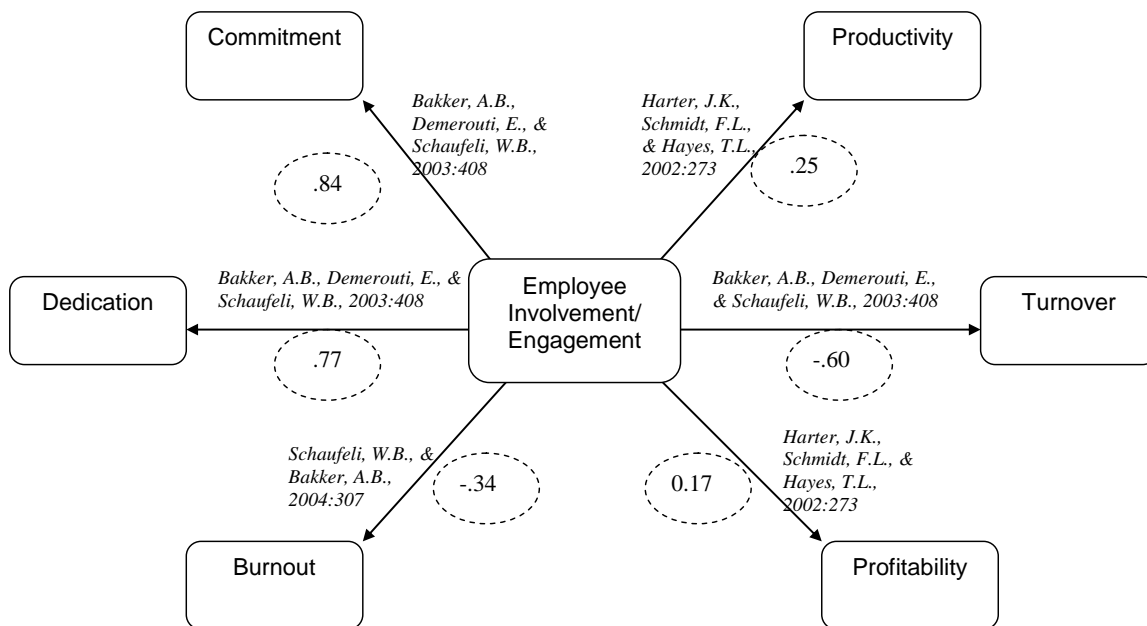 Commitment
Productivity
Bakker, A.B.,
Demerouti, E., &
Schaufeli, W.B.,
2003:408
Harter, J.K.,
Schmidt, F.L.,
& Hayes, T.L.,
2002:273
.84
.25
Dedication
Bakker, A.B., Demerouti, E., &
Schaufeli, W.B., 2003:408
Employee
Involvement/
Engagement
Bakker, A.B., Demerouti, E.,
& Schaufeli, W.B., 2003:408
Turnover
.77
-.60
Schaufeli, W.B., &
Bakker, A.B.,
2004:307
-.34
0.17
Harter, J.K.,
Schmidt, F.L., &
Hayes, T.L.,
2002:273
Burnout
Profitability